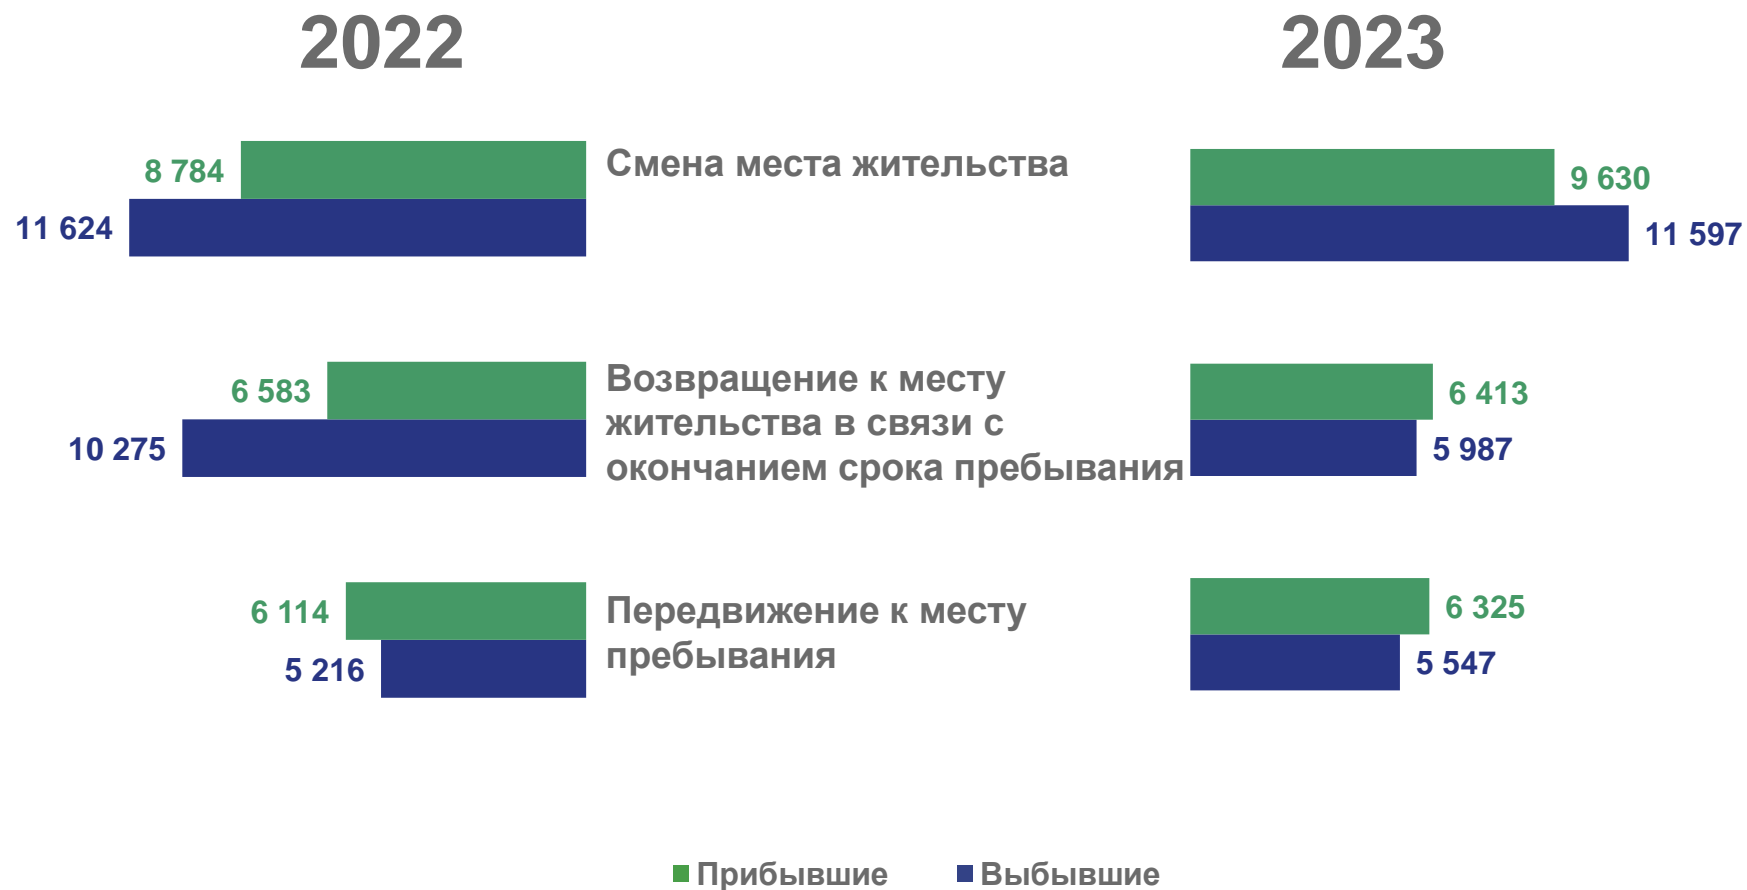 2022
2023
8 784
Смена места жительства
9 630
11 624
11 597
6 583
Возвращение к месту
жительства в связи с
окончанием срока пребывания
6 413
10 275
5 987
6 114
Передвижение к месту
пребывания
6 325
5 216
5 547
Прибывшие
Выбывшие